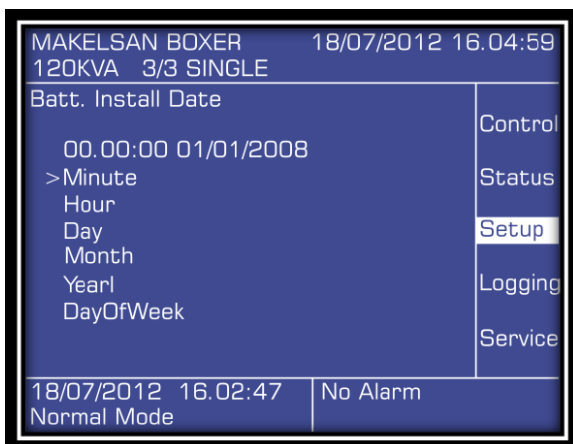 MAKELSAN BOXER 18/07/2012 16.04:59
120KVA 3/3 SINGLE
Batt. Install Date
00.00:00 01/01/2008
>Minute
Hour
Day
Month
Yearl
DayOfWeek
Control
Status
Setup
Logging
Service
18/07/2012 16.02:47
Normal Mode
No Alarm